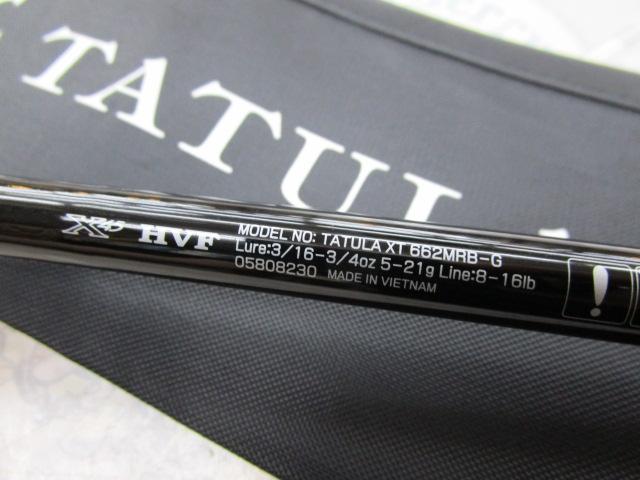 TATULA
X45 HVF
MODEL NO: TATULA XT 662MRB-G
Lure:3/16-3/4oz 5-21g Line:8-16lb
05808230 MADE IN VIETNAM
!